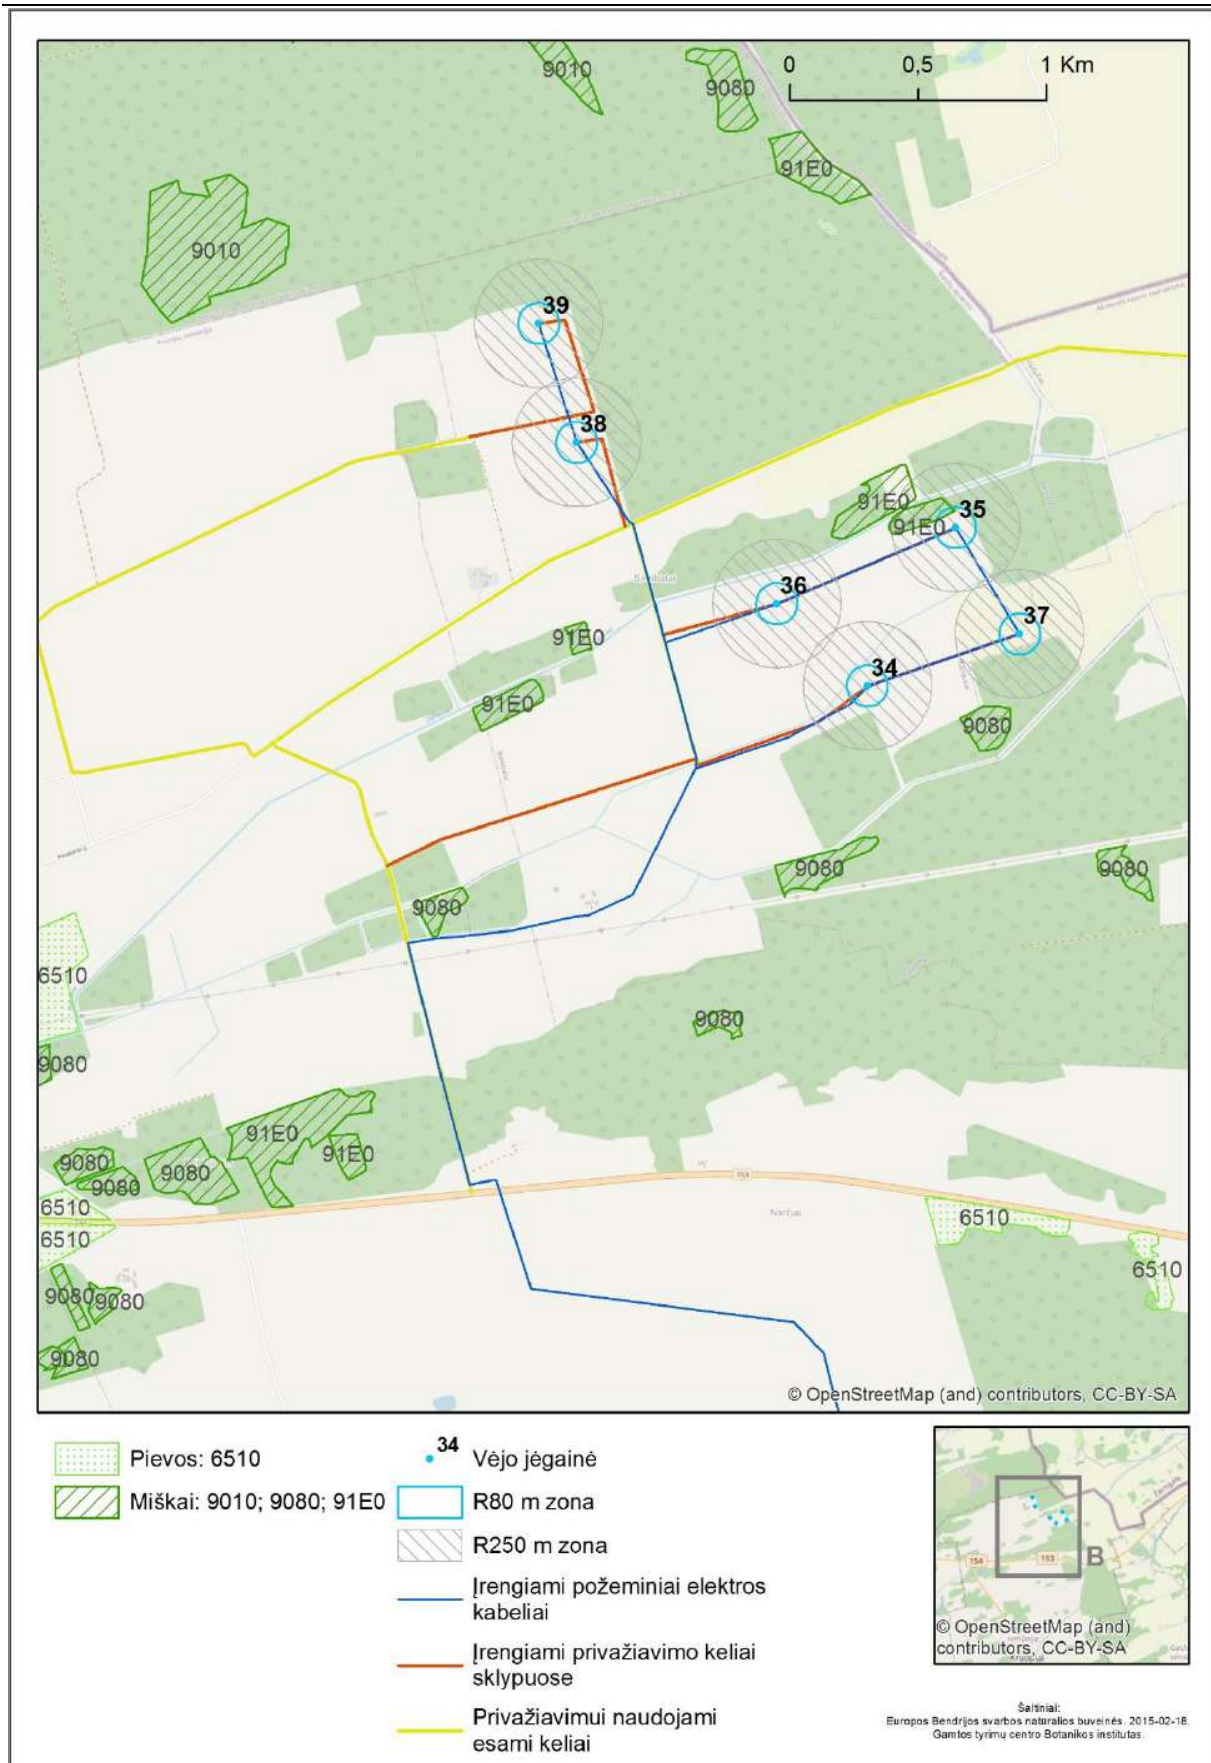 0 0,5 1 Km
9010
9080
91E0
9010
39
38
91E0
35
91E0
36
37
91E0
34
91E0
9080
9080
9080
9080
6510
9080
9080
91E0
91E0
9080
9080
9080
153
6510
6510
6510
Narijai
6510
9080
9080
9080
© OpenStreetMap (and) contributors, CC-BY-SA
Pievos: 6510
Miškai: 9010; 9080; 91E0
34
Vėjo jėgainė
R80 m zona
R250 m zona
Įrengiami požeminiai elektros
kabeliai
Įrengiami privažiavimo keliai
sklypuose
Privažiavimui naudojami
esami keliai
154
153
B
© OpenStreetMap (and)
contributors, CC-BY-SA
Šaltiniai:
Europos Bendrijos svarbos natūralios buveinės. 2015-02-18.
Gamtos tyrimų centro Botanikos institutas.